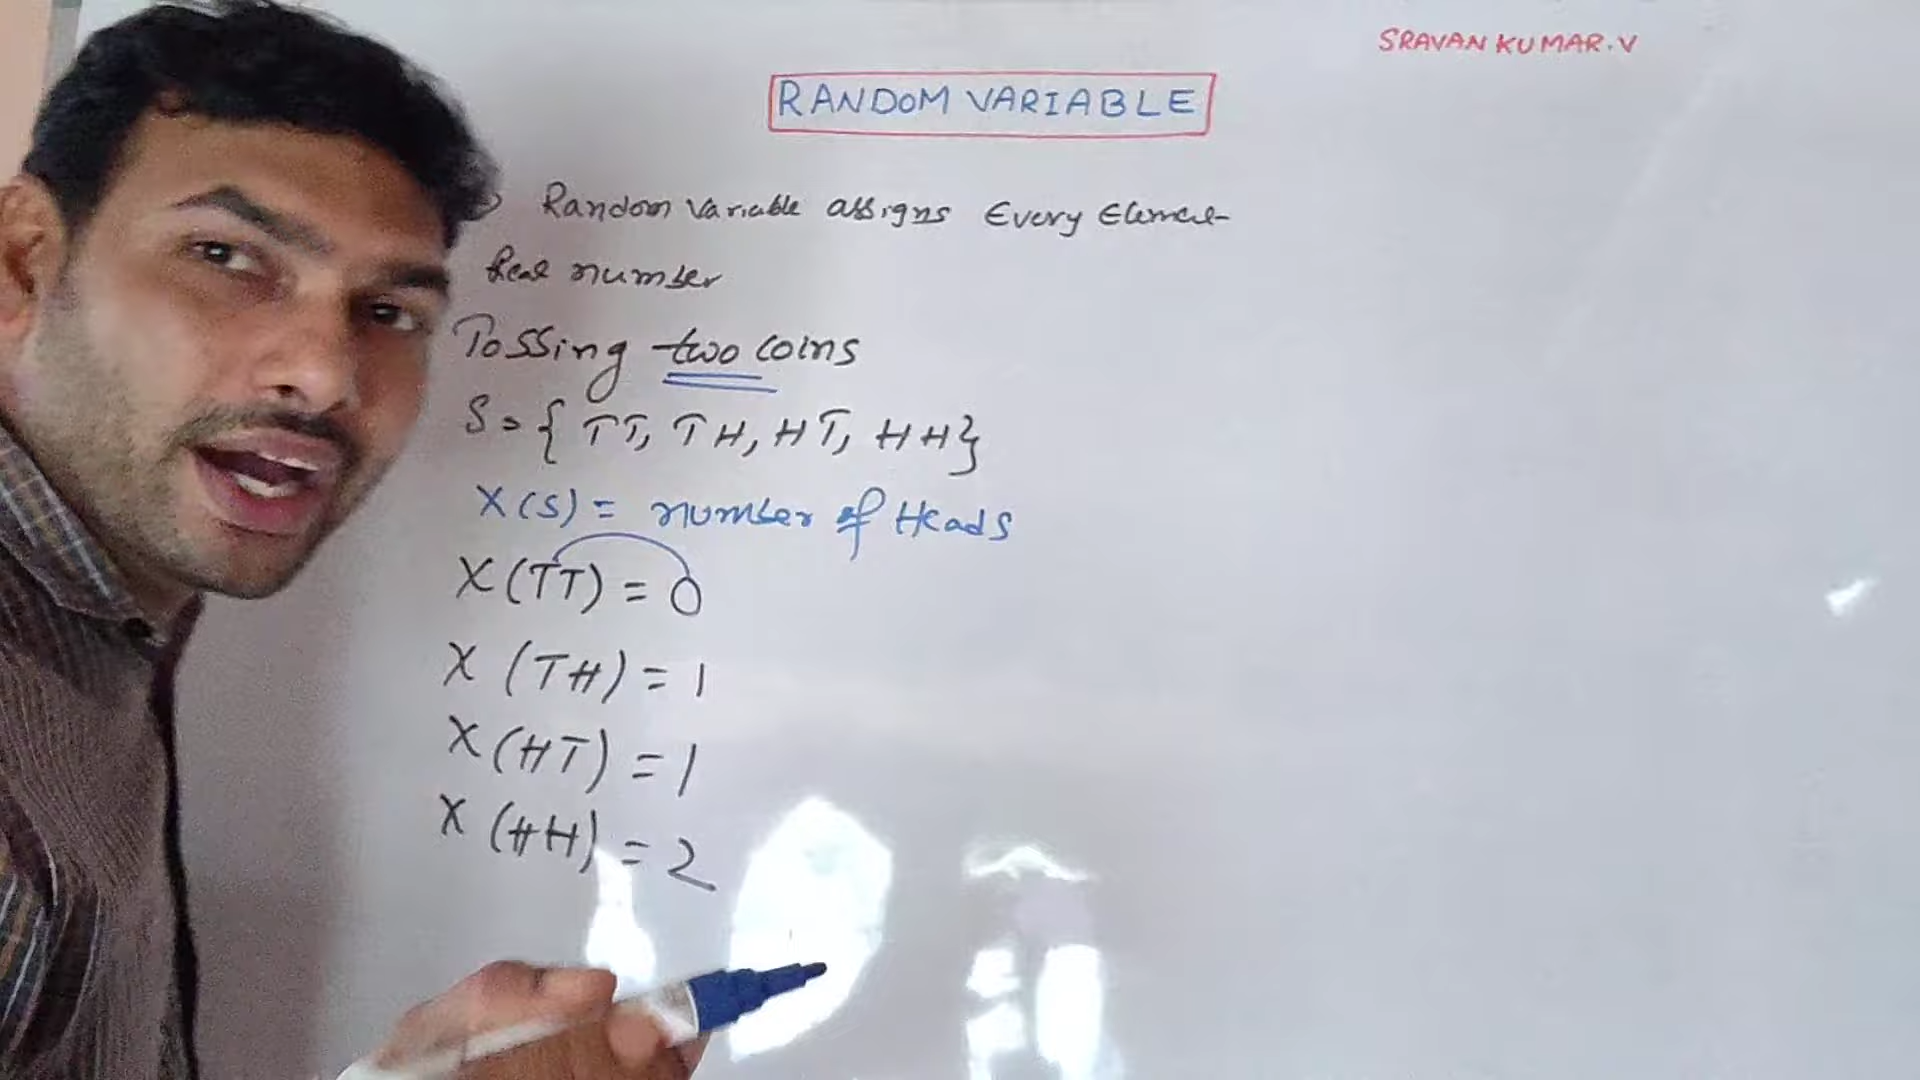 SRAVAN KUMAR.V
RANDOM VARIABLE
Random Variable assigns Every Element
Real number
Tossing two coins
S = { TT, TH, HT, HH}
X(S) = number of Heads
X(TT) = 0
X (TH) = 1
X (HT) = 1
X (HH) = 2